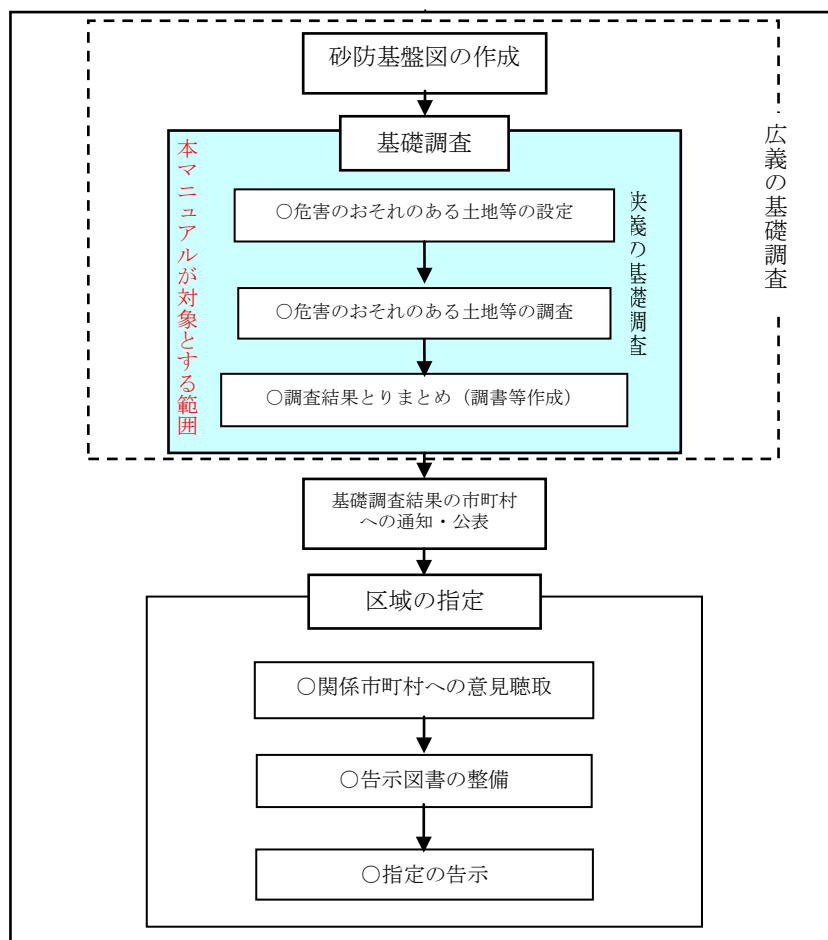 砂防基盤図の作成
広義の基礎調査
基礎調査
本マニュアルが対象とする範囲
狭義の基礎調査
○危害のおそれのある土地等の設定
○危害のおそれのある土地等の調査
○調査結果とりまとめ（調書等作成）
基礎調査結果の市町村
への通知・公表
区域の指定
○関係市町村への意見聴取
○告示図書の整備
○指定の告示